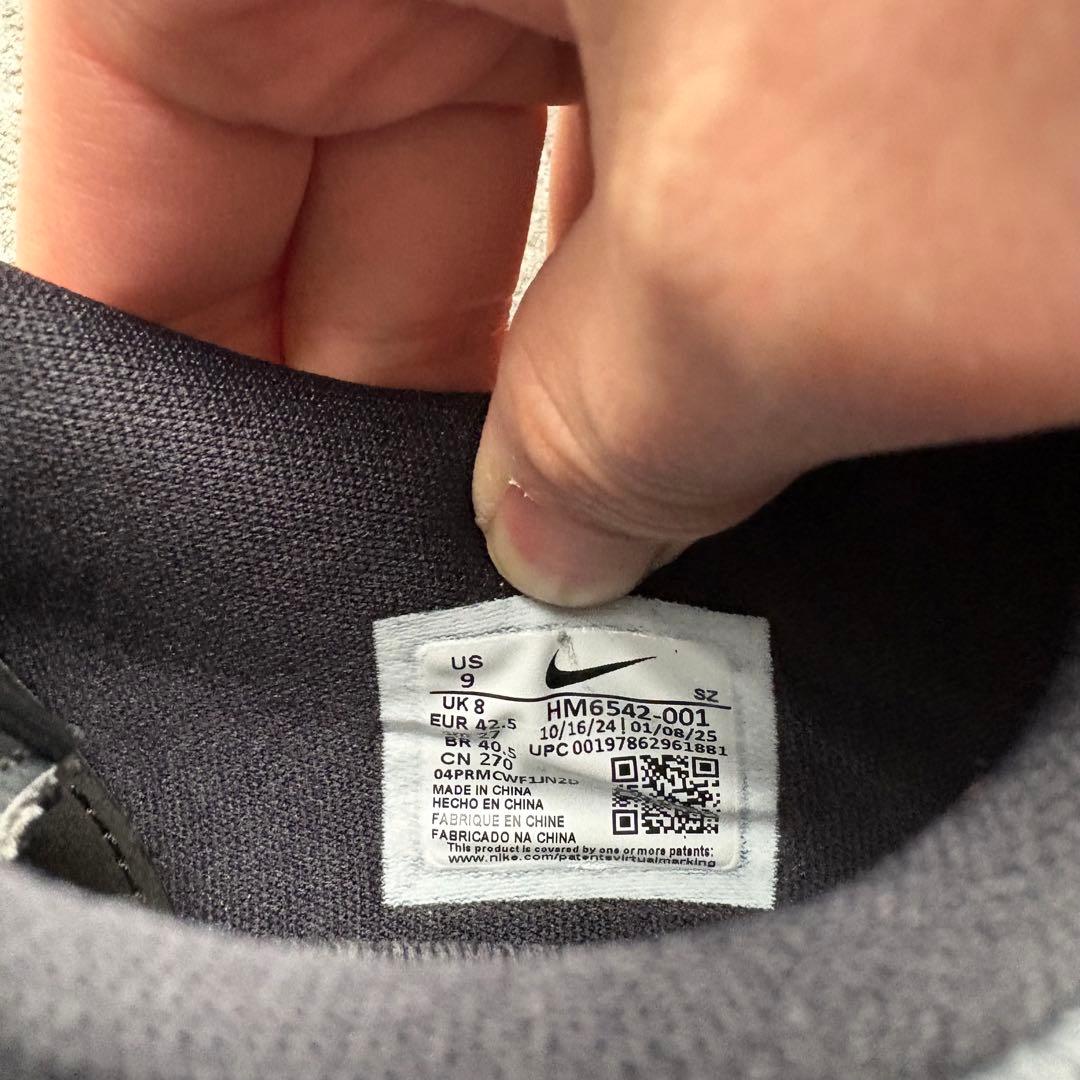 US
9
SZ
UK 8
HM6542-001
EUR 42.5
10/16/24 | 01/08/25
27
BR 40.5
UPC 00197862961881
CN 270
MADE IN CHINA
HECHO EN CHINA
FABRIQUE EN CHINE
FABRICADO NA CHINA
This product is covered by one or more patents:
www.nike.com/patentsvirtualmarking